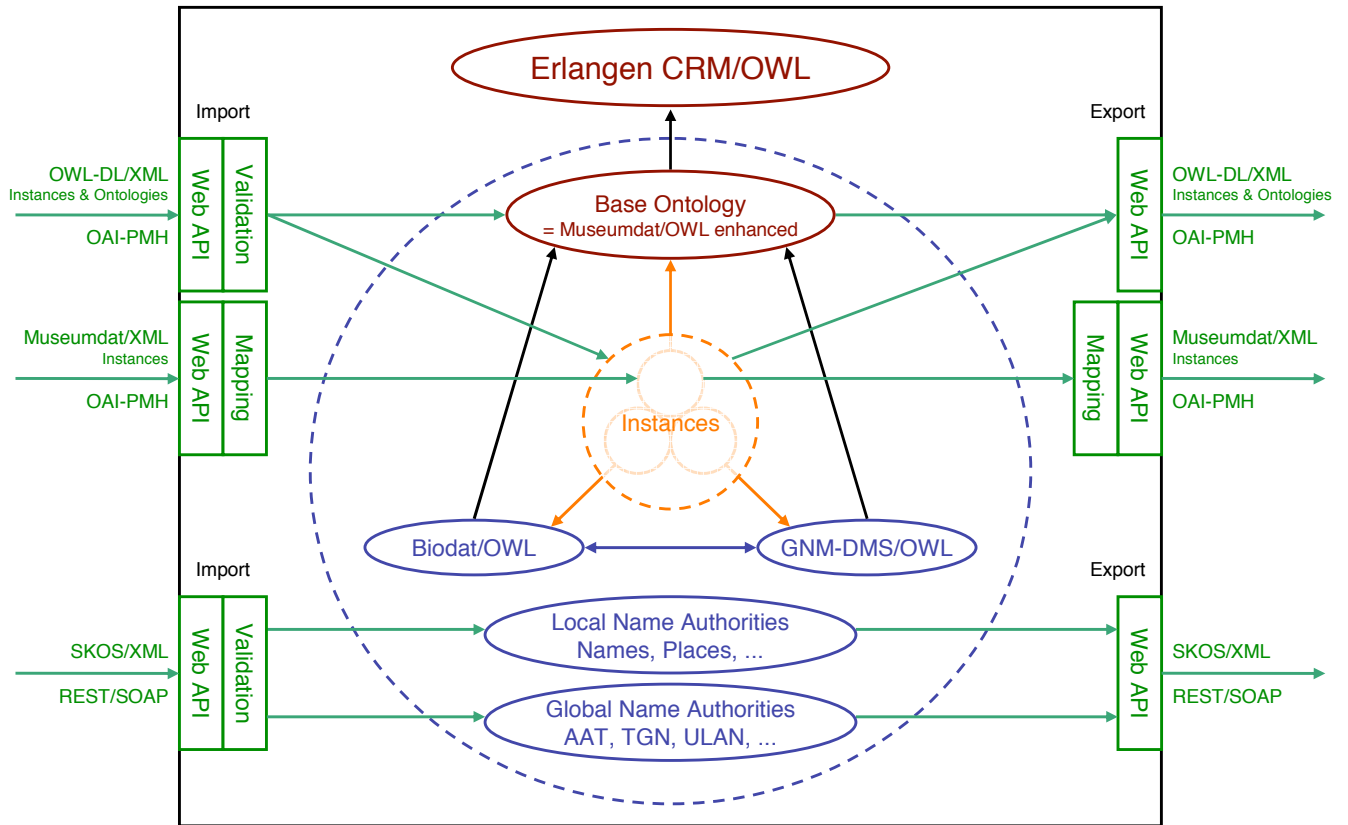 Erlangen CRM/OWL
Import
Export
OWL-DL/XML
Instances & Ontologies
OAI-PMH
Web API
Validation
Base Ontology
= Museumdat/OWL enhanced
Web API
OWL-DL/XML
Instances & Ontologies
OAI-PMH
Museumdat/XML
Instances
OAI-PMH
Web API
Mapping
Instances
Mapping
Web API
Museumdat/XML
Instances
OAI-PMH
Biodat/OWL
GNM-DMS/OWL
Import
Export
SKOS/XML
REST/SOAP
Web API
Validation
Local Name Authorities
Names, Places, ...
Global Name Authorities
AAT, TGN, ULAN, ...
Web API
SKOS/XML
REST/SOAP